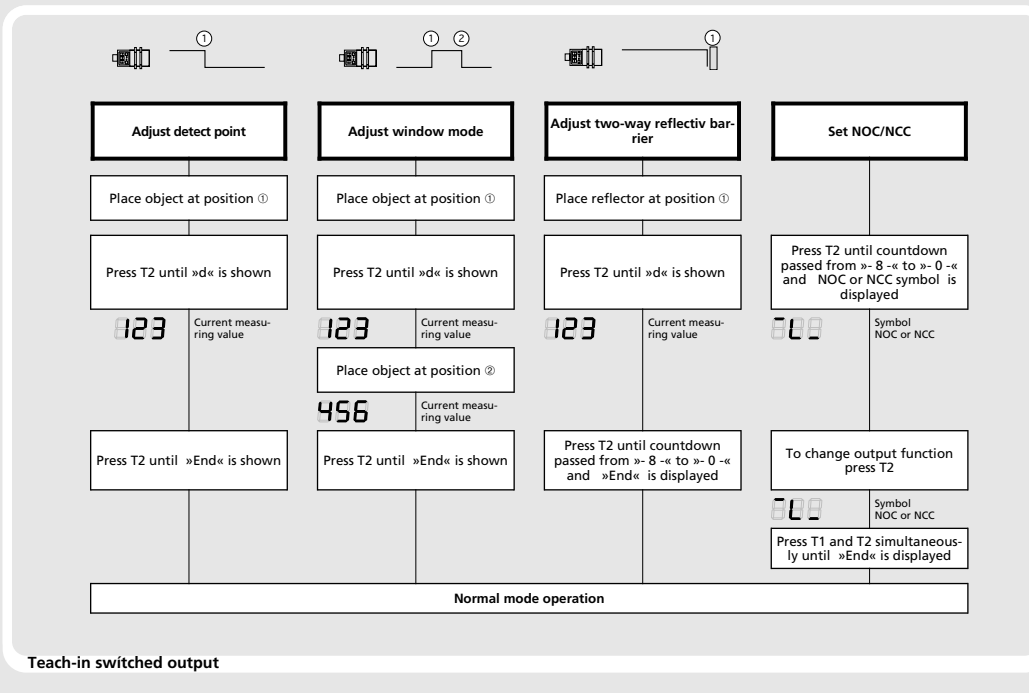 ①
① ②
①
Adjust detect point
Adjust window mode
Adjust two-way reflectiv bar-
rier
Set NOC/NCC
Place object at position ①
Place object at position ①
Place reflector at position ①
Press T2 until »d« is shown
Press T2 until »d« is shown
Press T2 until »d« is shown
Press T2 until countdown
passed from »- 8 -« to »- 0 -«
and NOC or NCC symbol is
displayed
123
Current measu-
ring value
123
Current measu-
ring value
123
Current measu-
ring value
Symbol
NOC or NCC
Place object at position ②
456
Current measu-
ring value
Press T2 until »End« is shown
Press T2 until »End« is shown
Press T2 until countdown
passed from »- 8 -« to »- 0 -«
and »End« is displayed
To change output function
press T2
Symbol
NOC or NCC
Press T1 and T2 simultaneous-
ly until »End« is displayed
Normal mode operation
Teach-in swítched output